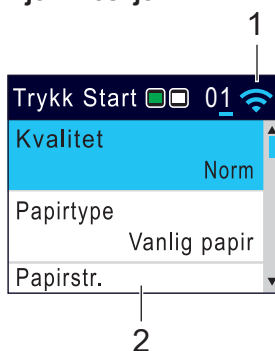 1
Trykk Start 01
Kvalitet
Norm
Papirtype
Vanlig papir
Papirstr.
2